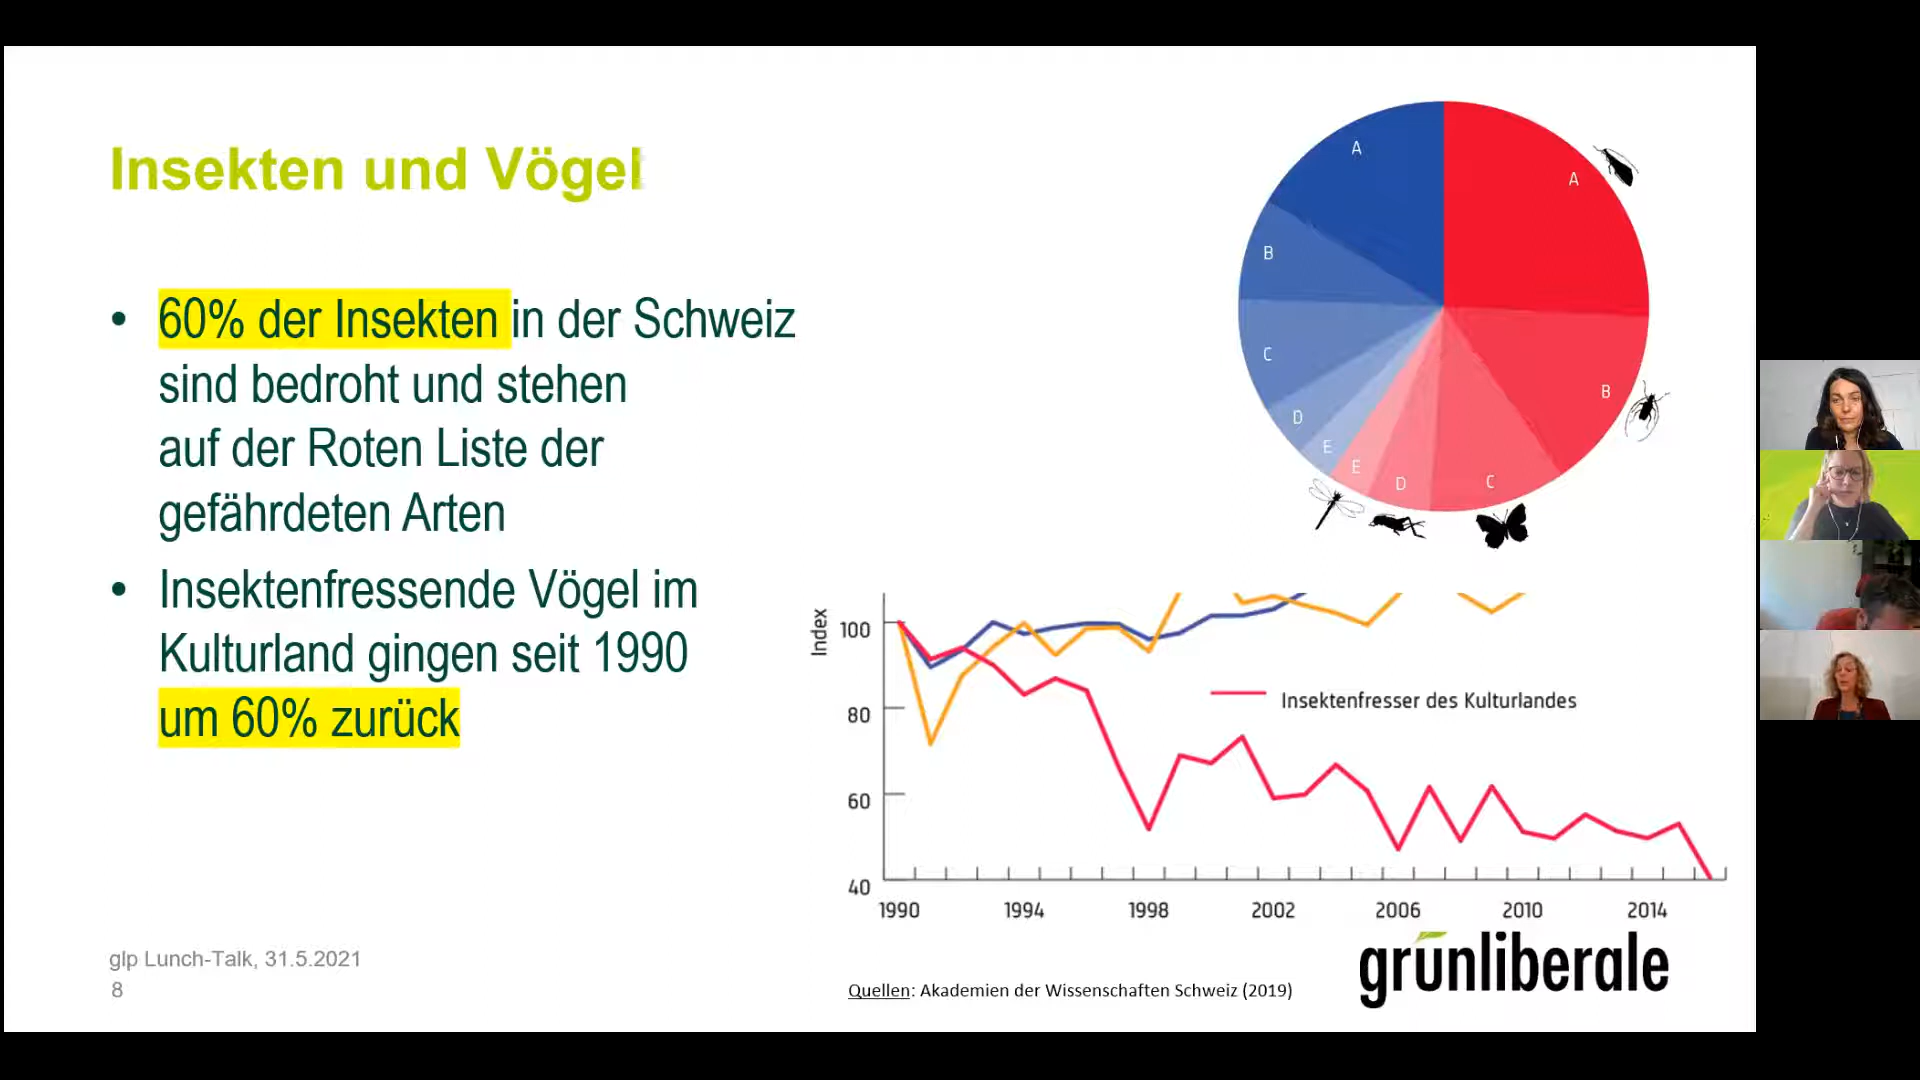 Insekten und Vögel
• 60% der Insekten in der Schweiz
sind bedroht und stehen
auf der Roten Liste der
gefährdeten Arten
• Insektenfressende Vögel im
Kulturland gingen seit 1990
um 60% zurück
A
A
B
B
C
C
D
D
E
E
Index
100
80
60
40
Insektenfresser des Kulturlandes
1990 1994 1998 2002 2006 2010 2014
glp Lunch-Talk, 31.5.2021
8
Quellen: Akademien der Wissenschaften Schweiz (2019)
grünliberale